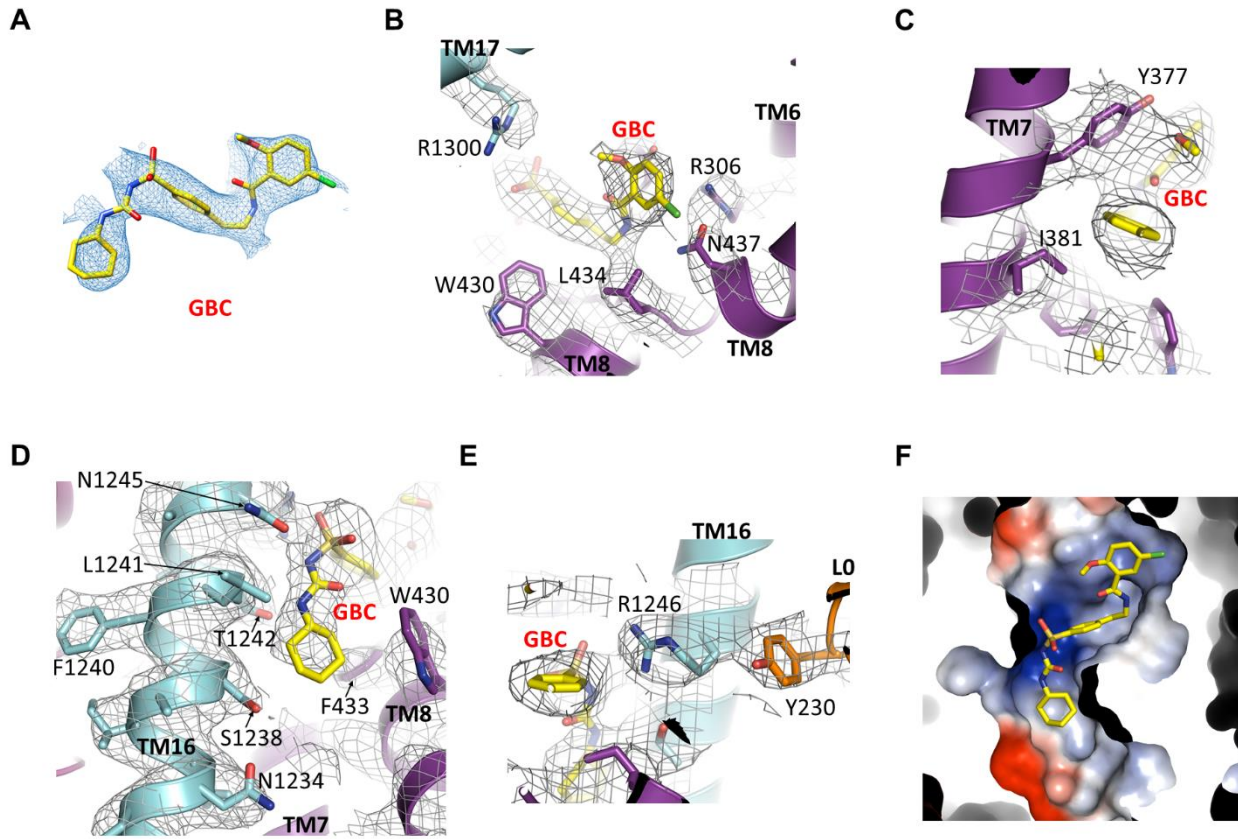 A
GBC
B
TM17
R1300
GBC
TM6
R306
N437
L434
W430
TM8
TM8
C
Y377
TM7
GBC
I381
D
N1245
L1241
GBC
W430
T1242
F1240
F433
TM8
S1238
TM16
N1234
TM7
E
TM16
L0
R1246
GBC
Y230
F